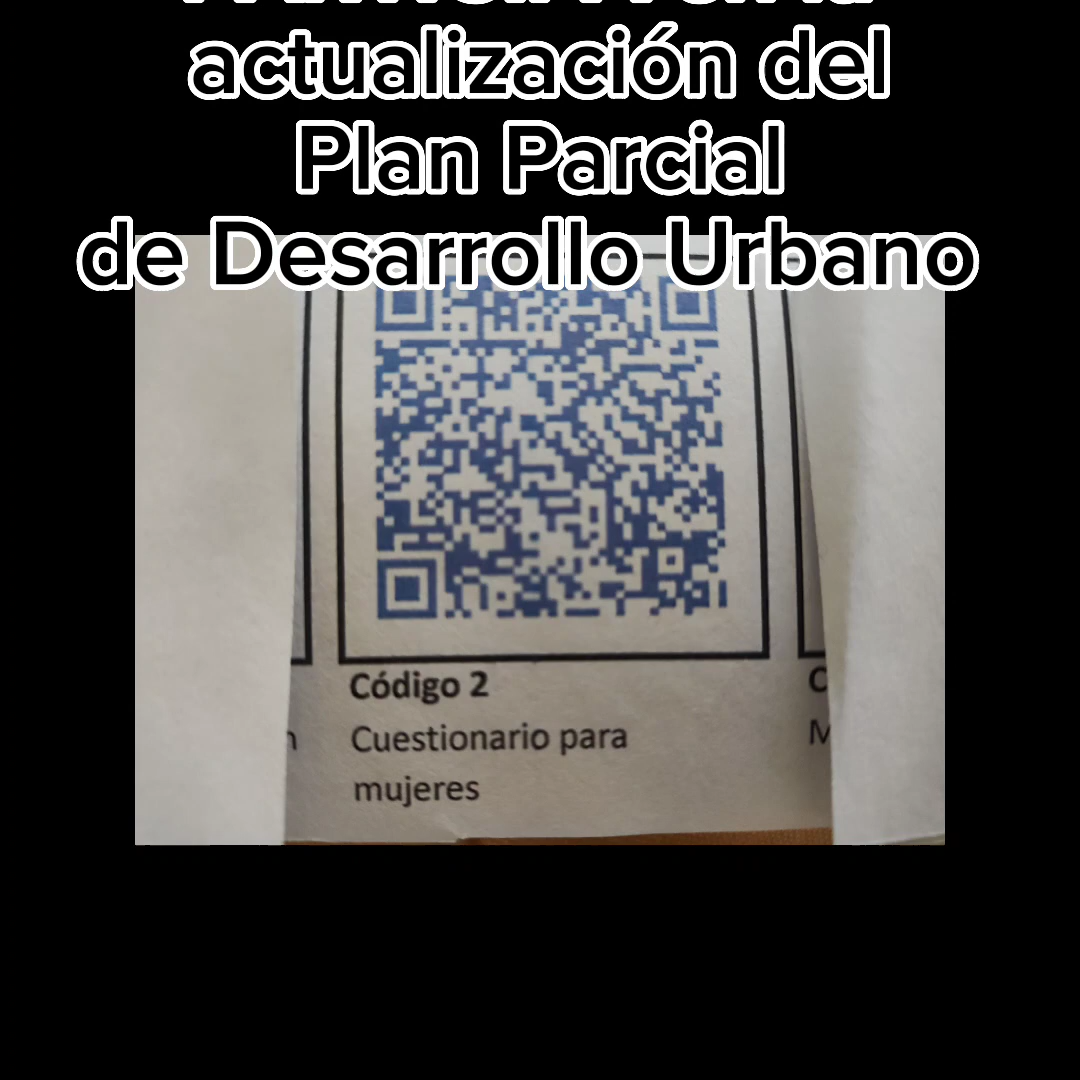 actualización del
Plan Parcial
de Desarrollo Urbano
Código 2
Cuestionario para
mujeres